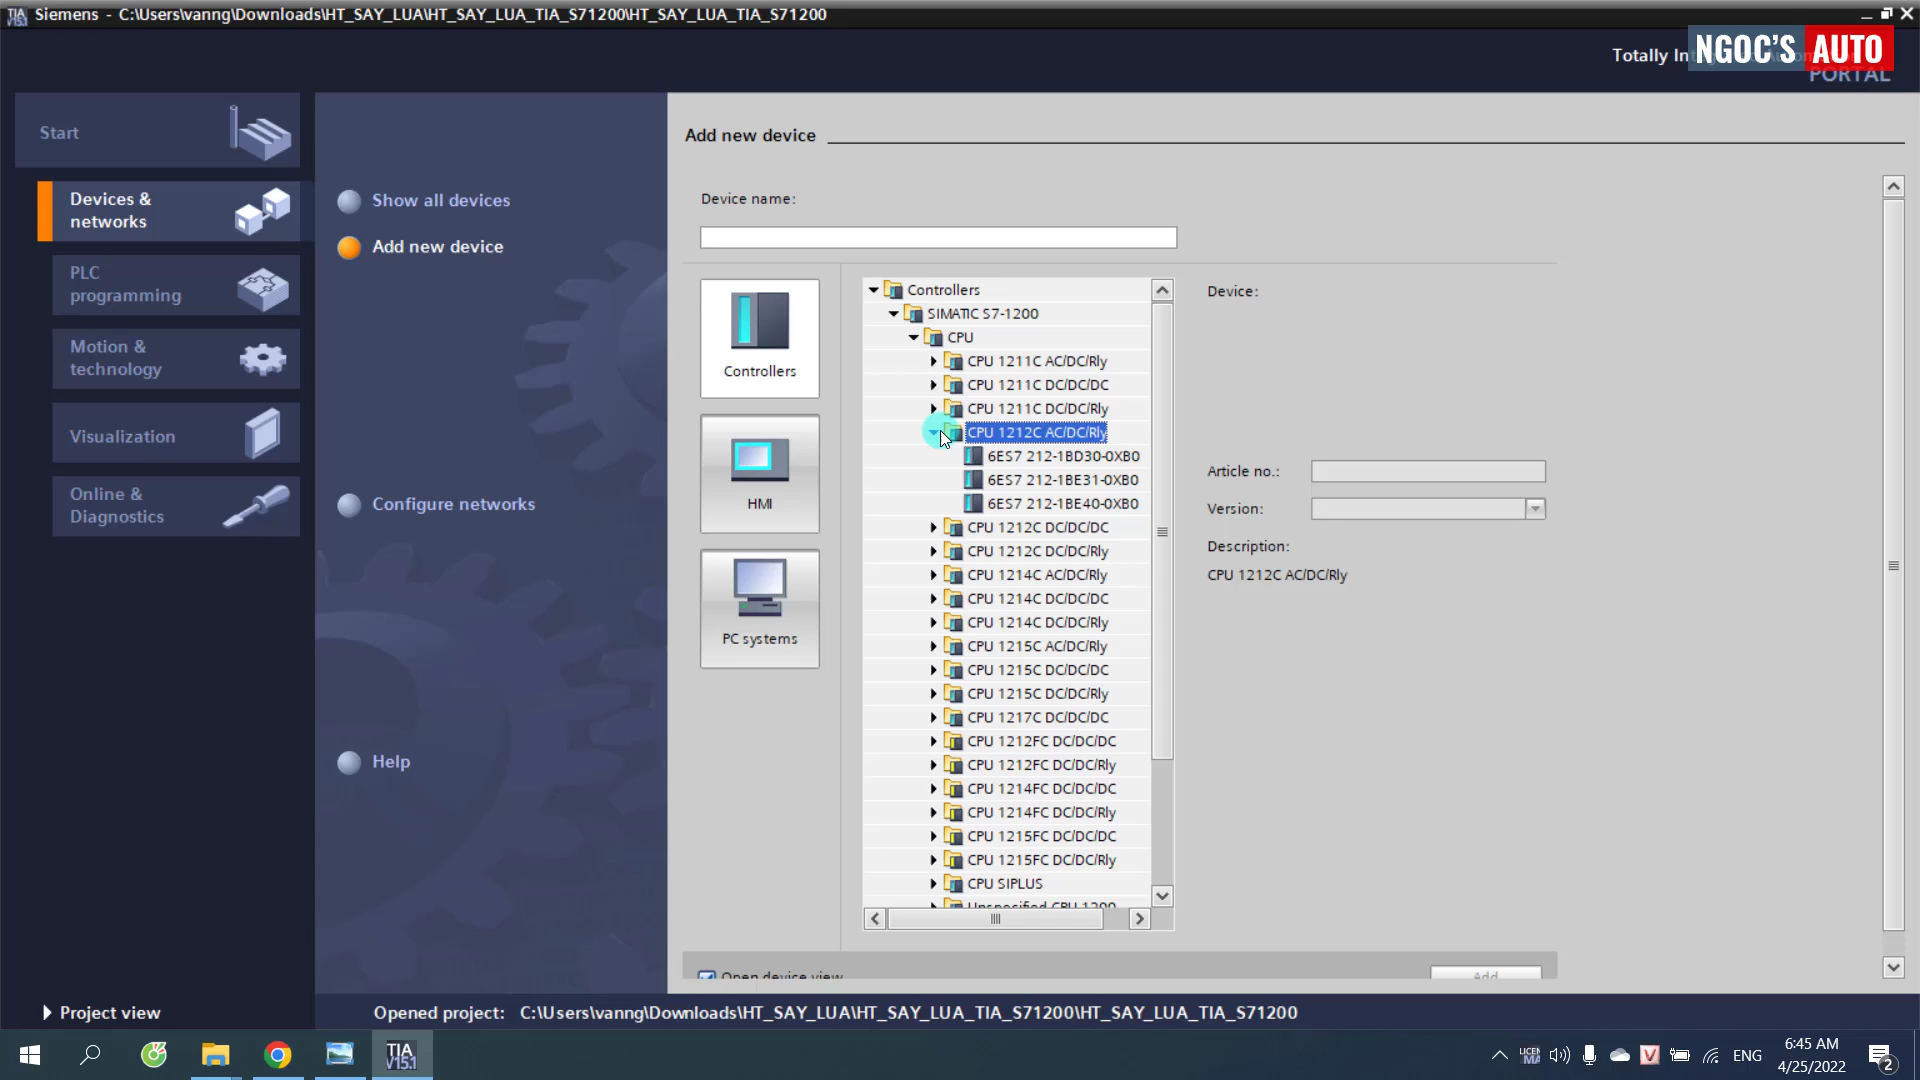 Siemens - C:\Users\vanng\Downloads\HT_SAY_LUA\HT_SAY_LUA_TIA_S71200\HT_SAY_LUA_TIA_S71200
Totally In
NGOC'S AUTO
PORTAL
Start
Devices &
networks
PLC
programming
Motion &
technology
Visualization
Online &
Diagnostics
Show all devices
Add new device
Configure networks
Help
Add new device
Device name:
Controllers
HMI
PC systems
Controllers
SIMATIC S7-1200
CPU
CPU 1211C AC/DC/Rly
CPU 1211C DC/DC/DC
CPU 1211C DC/DC/Rly
CPU 1212C AC/DC/Rly
6ES7 212-1BD30-0XB0
6ES7 212-1BE31-0XB0
6ES7 212-1BE40-0XB0
CPU 1212C DC/DC/DC
CPU 1212C DC/DC/Rly
CPU 1214C AC/DC/Rly
CPU 1214C DC/DC/DC
CPU 1214C DC/DC/Rly
CPU 1215C AC/DC/Rly
CPU 1215C DC/DC/DC
CPU 1215C DC/DC/Rly
CPU 1217C DC/DC/DC
CPU 1212FC DC/DC/DC
CPU 1212FC DC/DC/Rly
CPU 1214FC DC/DC/DC
CPU 1214FC DC/DC/Rly
CPU 1215FC DC/DC/DC
CPU 1215FC DC/DC/Rly
CPU SIPLUS
Unspecified CPU 1200
Device:
Article no.:
Version:
Description:
CPU 1212C AC/DC/Rly
Open device view
Add
Project view
Opened project: C:\Users\vanng\Downloads\HT_SAY_LUA\HT_SAY_LUA_TIA_S71200\HT_SAY_LUA_TIA_S71200
TIA
V15.1
ENG
6:45 AM
4/25/2022
2